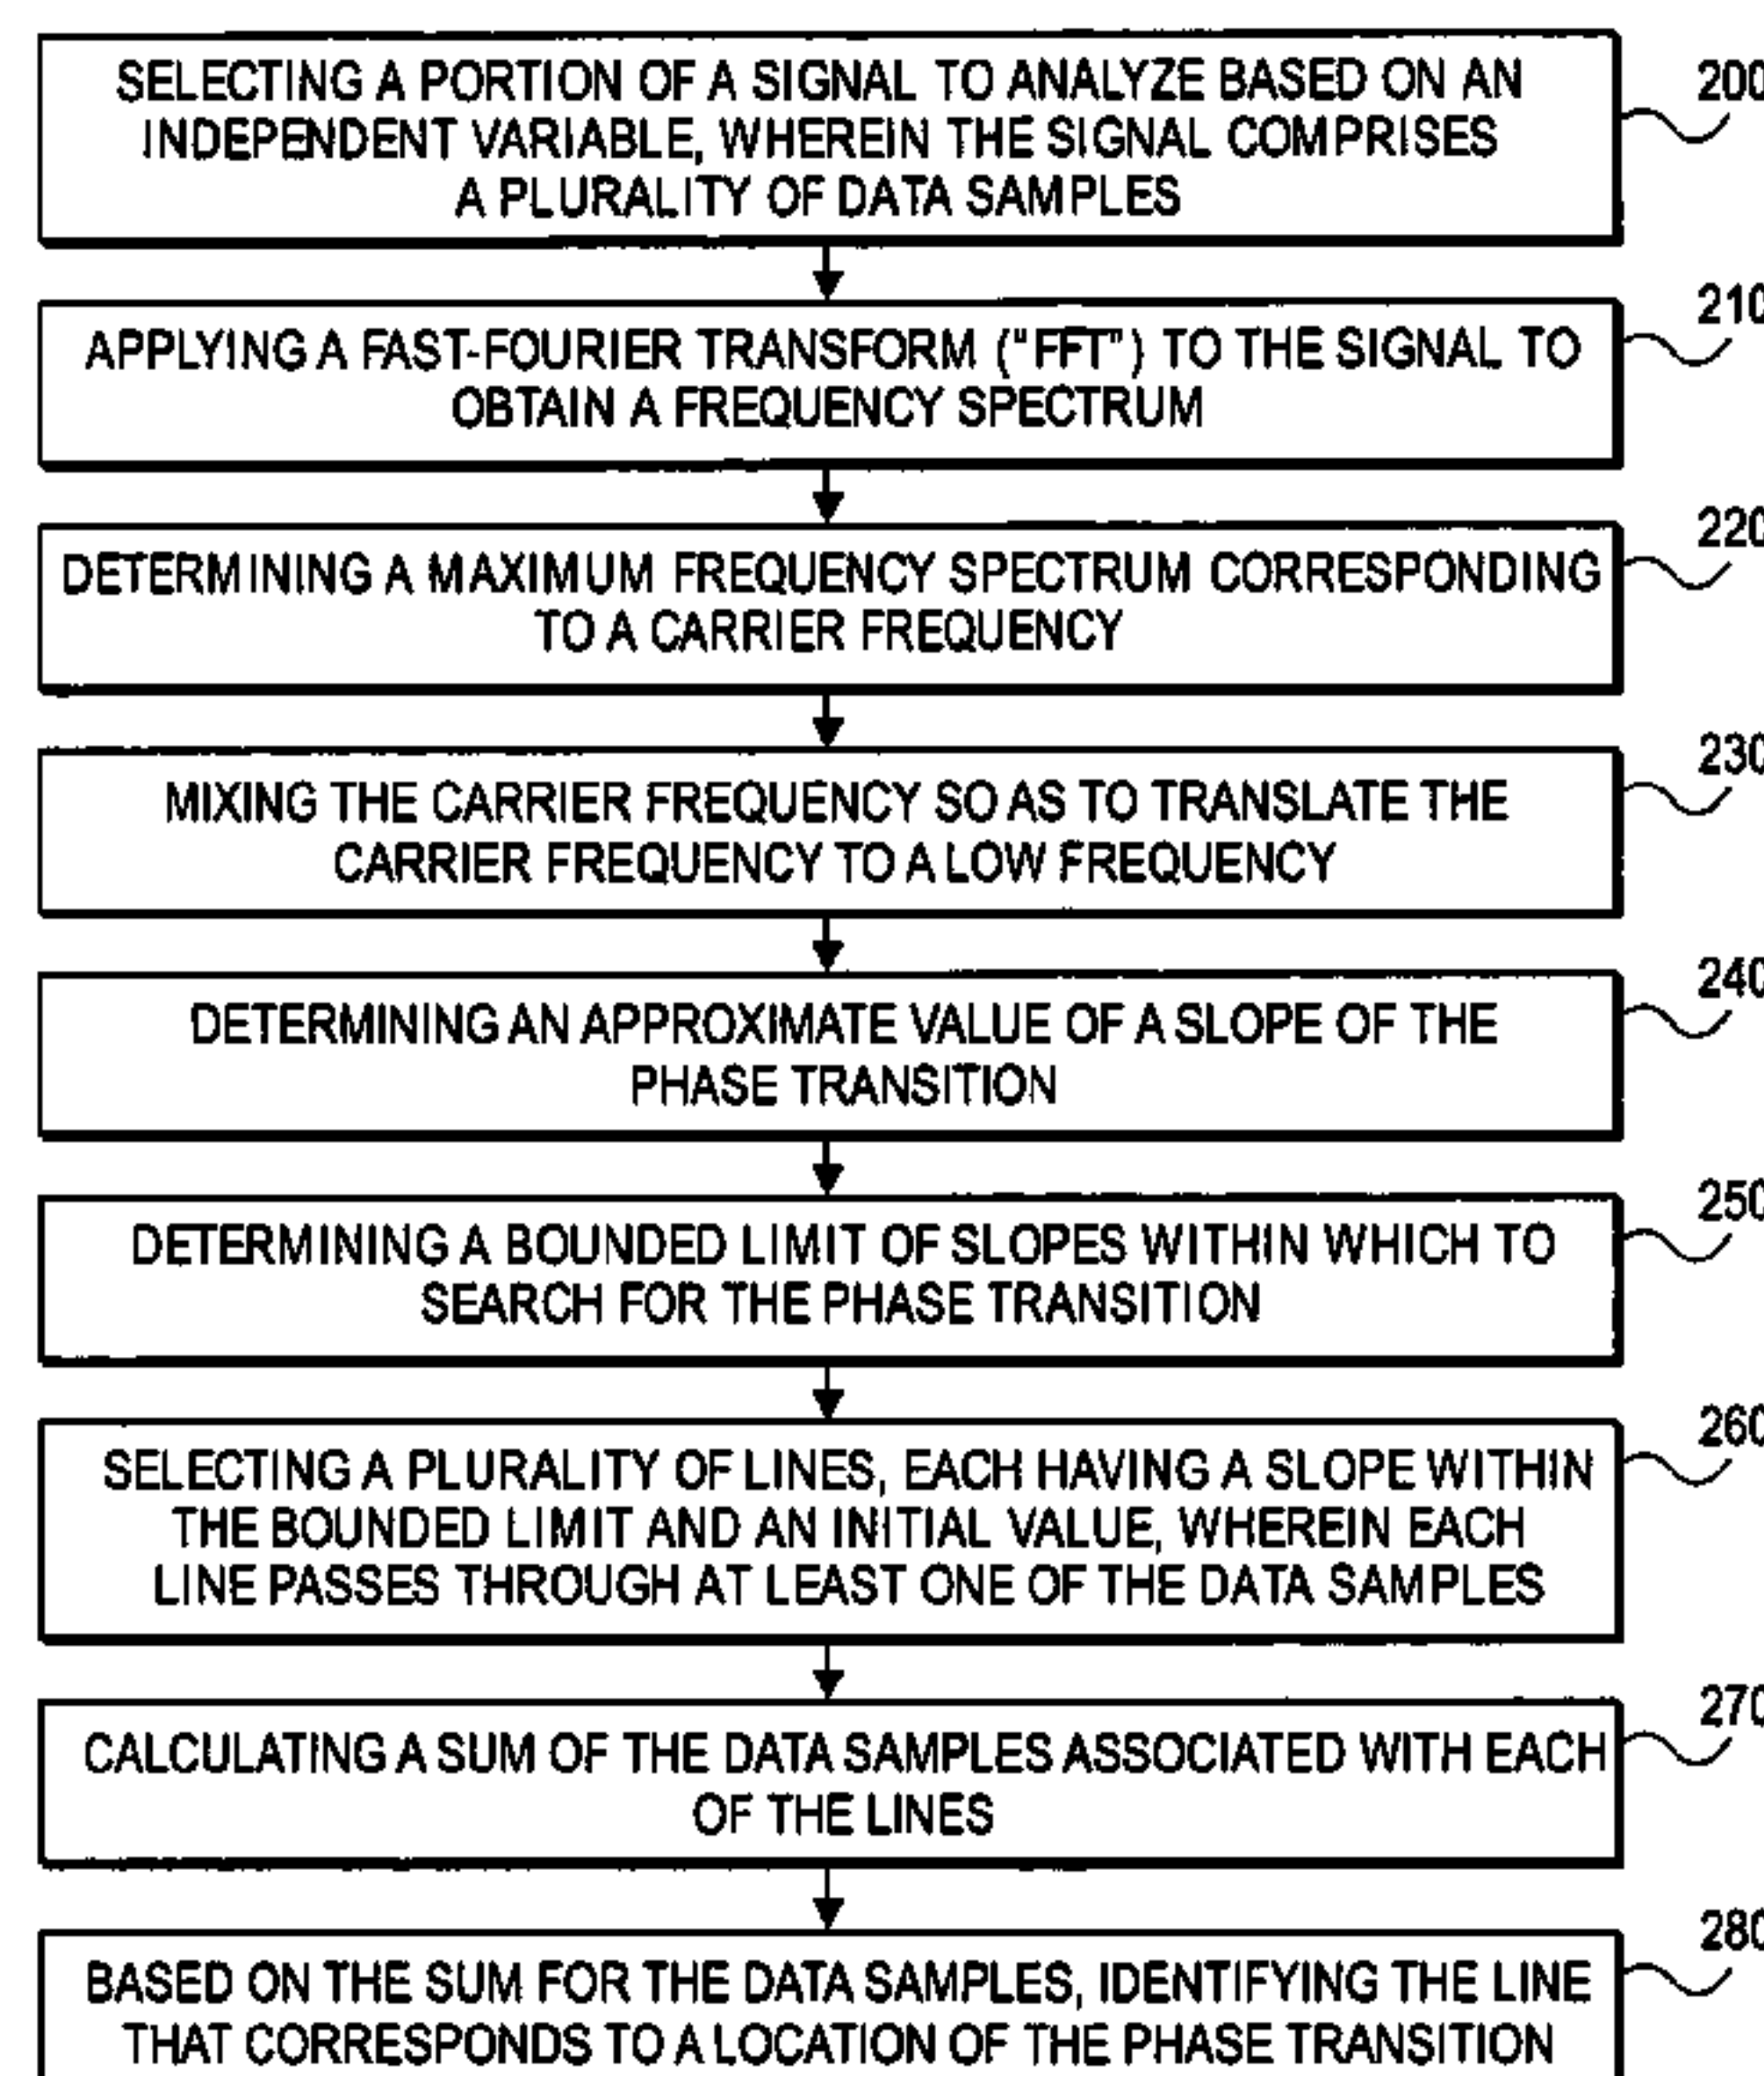 SELECTING A PORTION OF A SIGNAL TO ANALYZE BASED ON AN
INDEPENDENT VARIABLE, WHEREIN THE SIGNAL COMPRISES
A PLURALITY OF DATA SAMPLES
200
APPLYING A FAST-FOURIER TRANSFORM ("FFT") TO THE SIGNAL TO
OBTAIN A FREQUENCY SPECTRUM
210
DETERMINING A MAXIMUM FREQUENCY SPECTRUM CORRESPONDING
TO A CARRIER FREQUENCY
220
MIXING THE CARRIER FREQUENCY SO AS TO TRANSLATE THE
CARRIER FREQUENCY TO A LOW FREQUENCY
230
DETERMINING AN APPROXIMATE VALUE OF A SLOPE OF THE
PHASE TRANSITION
240
DETERMINING A BOUNDED LIMIT OF SLOPES WITHIN WHICH TO
SEARCH FOR THE PHASE TRANSITION
250
SELECTING A PLURALITY OF LINES, EACH HAVING A SLOPE WITHIN
THE BOUNDED LIMIT AND AN INITIAL VALUE, WHEREIN EACH
LINE PASSES THROUGH AT LEAST ONE OF THE DATA SAMPLES
260
CALCULATING A SUM OF THE DATA SAMPLES ASSOCIATED WITH EACH
OF THE LINES
270
BASED ON THE SUM FOR THE DATA SAMPLES, IDENTIFYING THE LINE
THAT CORRESPONDS TO A LOCATION OF THE PHASE TRANSITION
280